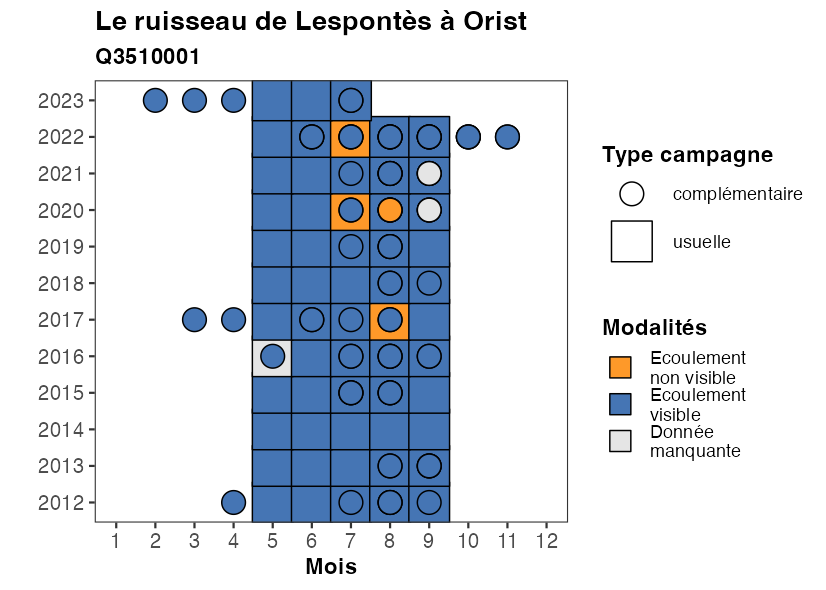 Le ruisseau de Lespontès à Orist
Q3510001
2023
2022
2021
2020
2019
2018
2017
2016
2015
2014
2013
2012
1 2 3 4 5 6 7 8 9 10 11 12
Mois
Type campagne
complémentaire
usuelle
Modalités
Ecoulement
non visible
Ecoulement
visible
Donnée
manquante